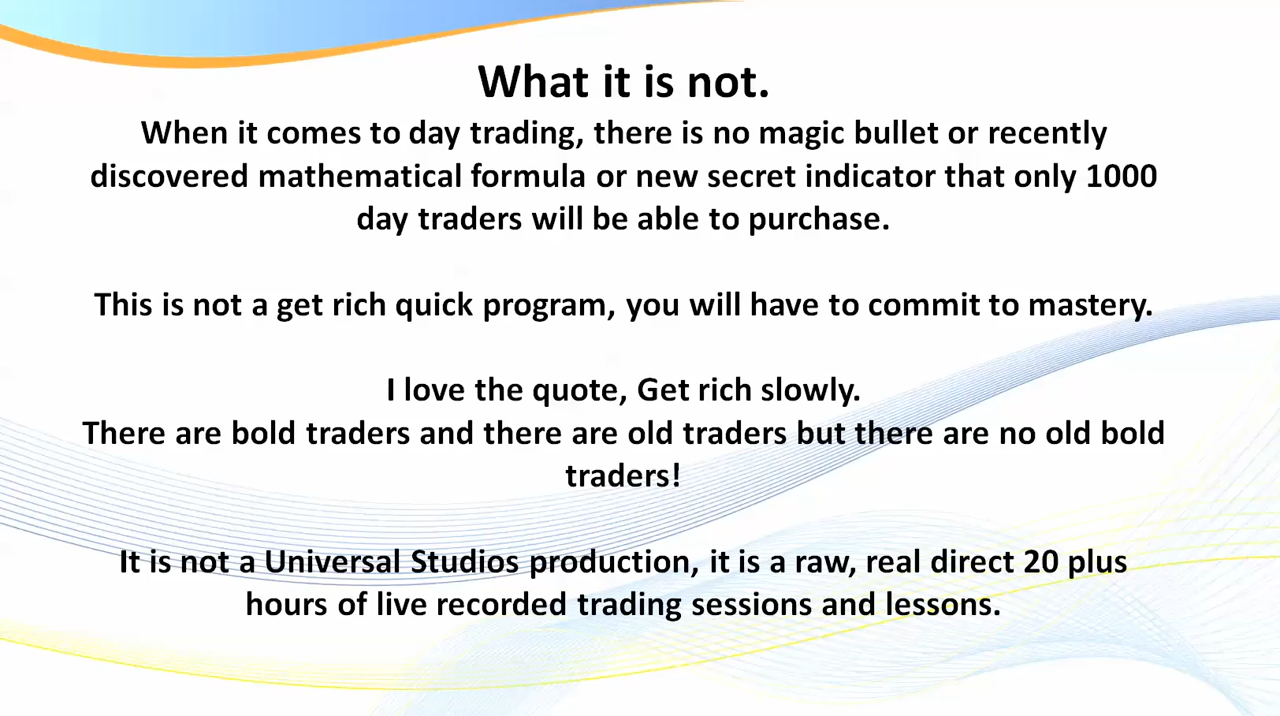 What it is not.
When it comes to day trading, there is no magic bullet or recently
discovered mathematical formula or new secret indicator that only 1000
day traders will be able to purchase.
This is not a get rich quick program, you will have to commit to mastery.
I love the quote, Get rich slowly.
There are bold traders and there are old traders but there are no old bold
traders!
It is not a Universal Studios production, it is a raw, real direct 20 plus
hours of live recorded trading sessions and lessons.